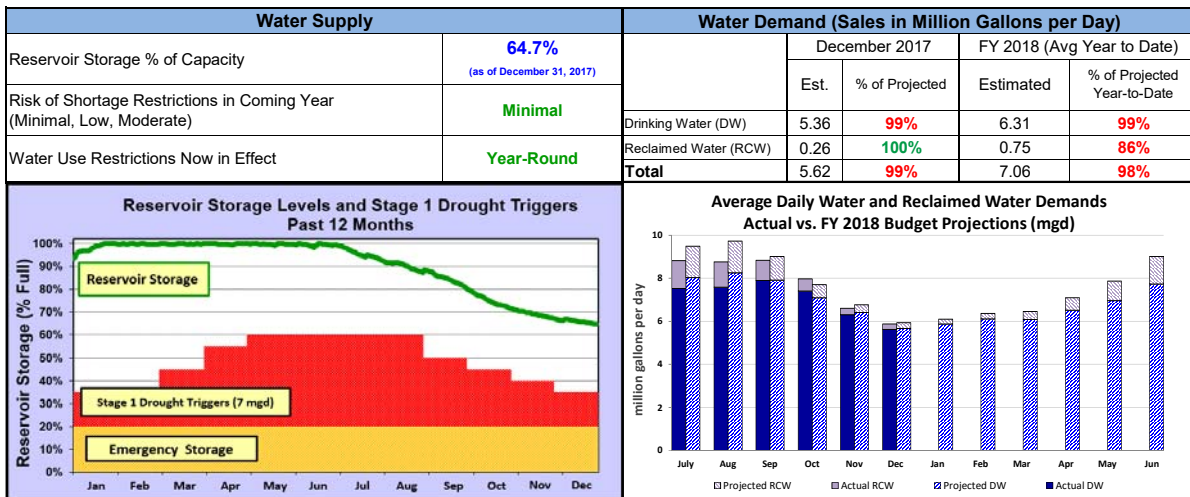 Water Supply
Reservoir Storage % of Capacity
64.7%
(as of December 31, 2017)
Risk of Shortage Restrictions in Coming Year
(Minimal, Low, Moderate)
Minimal
Water Use Restrictions Now in Effect
Year-Round
Water Demand (Sales in Million Gallons per Day)
December 2017 FY 2018 (Avg Year to Date)
Est. % of Projected Estimated % of Projected
Year-to-Date
Drinking Water (DW) 5.36 99% 6.31 99%
Reclaimed Water (RCW) 0.26 100% 0.75 86%
Total 5.62 99% 7.06 98%
Reservoir Storage Levels and Stage 1 Drought Triggers
Past 12 Months
Reservoir Storage (% Full)
100%
90%
80%
70%
60%
50%
40%
30%
20%
10%
0%
Reservoir Storage
Stage 1 Drought Triggers (7 mgd)
Emergency Storage
Jan Feb Mar Apr May Jun Jul Aug Sep Oct Nov Dec
Average Daily Water and Reclaimed Water Demands
Actual vs. FY 2018 Budget Projections (mgd)
million gallons per day
10
8
6
4
2
0
July Aug Sep Oct Nov Dec Jan Feb Mar Apr May Jun
Projected RCW Actual RCW Projected DW Actual DW